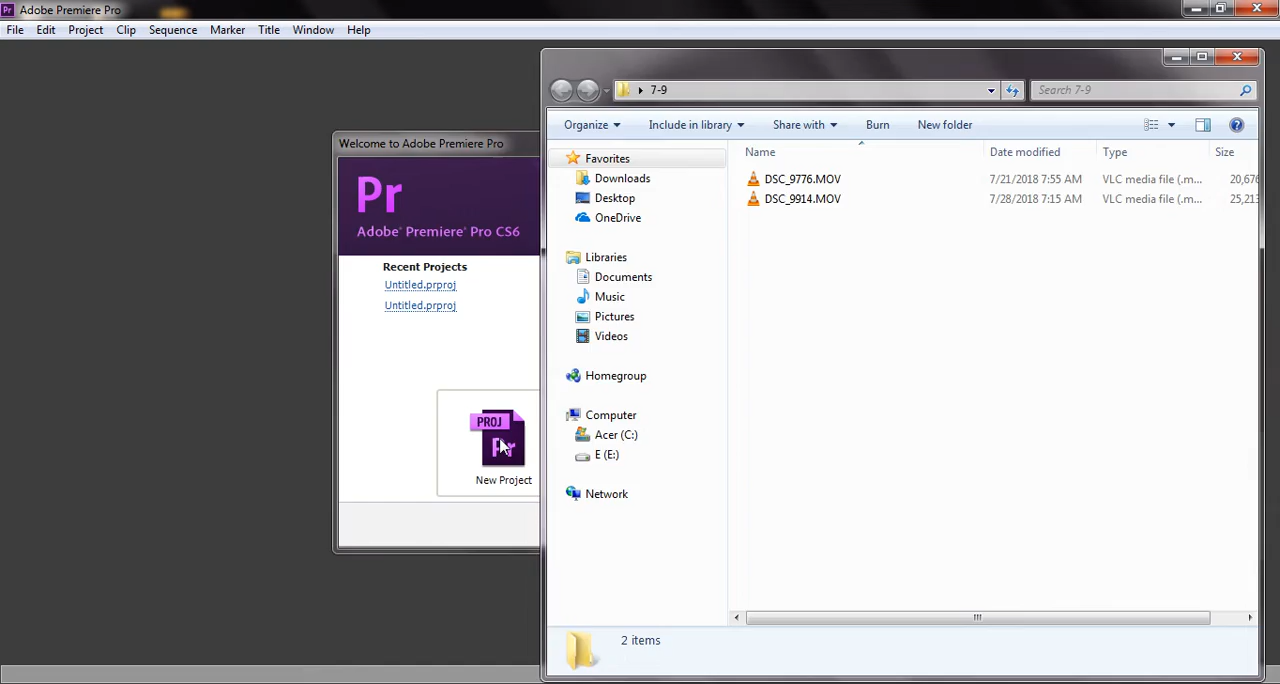 Adobe Premiere Pro
File Edit Project Clip Sequence Marker Title Window Help
Welcome to Adobe Premiere Pro
Pr
Adobe® Premiere® Pro CS6
Recent Projects
Untitled.prproj
Untitled.prproj
PROJ
Pr
New Project
7-9
Search 7-9
Organize Include in library Share with Burn New folder
Favorites
Downloads
Desktop
OneDrive
Libraries
Documents
Music
Pictures
Videos
Homegroup
Computer
Acer (C:)
E (E:)
Network
Name Date modified Type Size
DSC_9776.MOV 7/21/2018 7:55 AM VLC media file (.m... 20,676
DSC_9914.MOV 7/28/2018 7:15 AM VLC media file (.m... 25,213
2 items